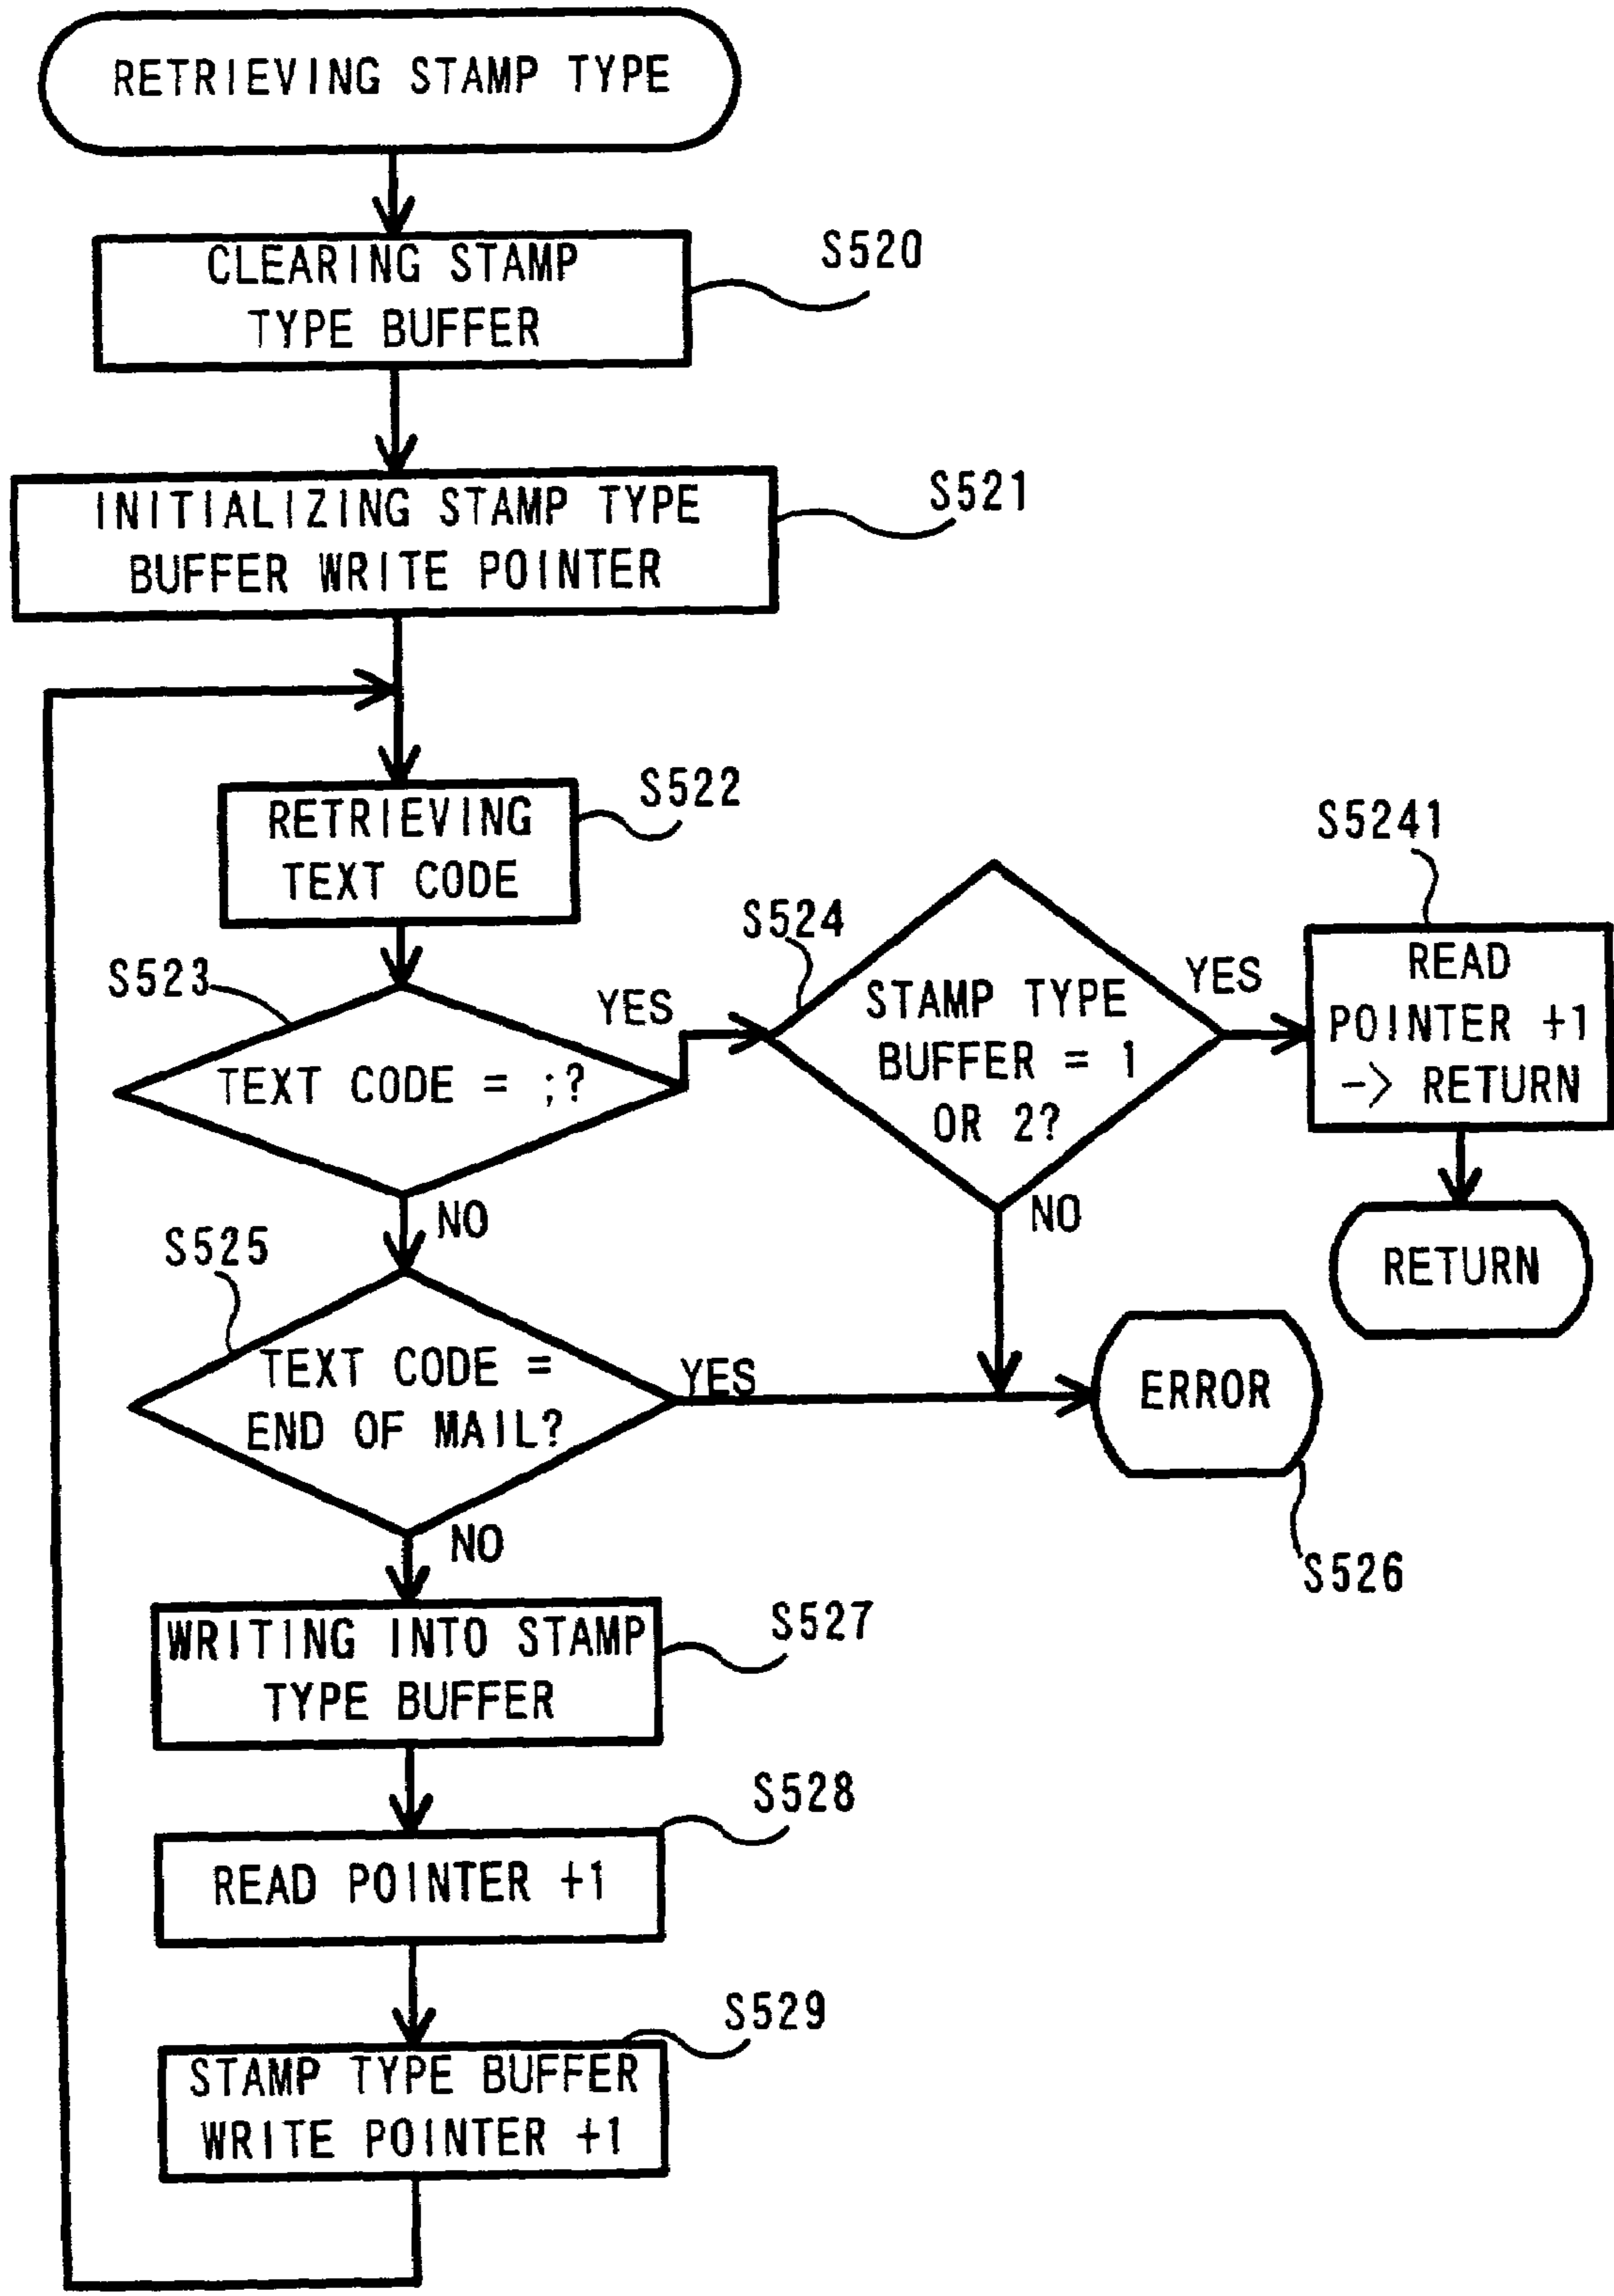 RETRIEVING STAMP TYPE
CLEARING STAMP
TYPE BUFFER
S520
INITIALIZING STAMP TYPE
BUFFER WRITE POINTER
S521
RETRIEVING
TEXT CODE
S522
S523
TEXT CODE = ;?
YES
NO
S524
STAMP TYPE
BUFFER = 1
OR 2?
YES
NO
S5241
READ
POINTER +1
-> RETURN
RETURN
S525
TEXT CODE =
END OF MAIL?
YES
NO
ERROR
S526
WRITING INTO STAMP
TYPE BUFFER
S527
READ POINTER +1
S528
STAMP TYPE BUFFER
WRITE POINTER +1
S529